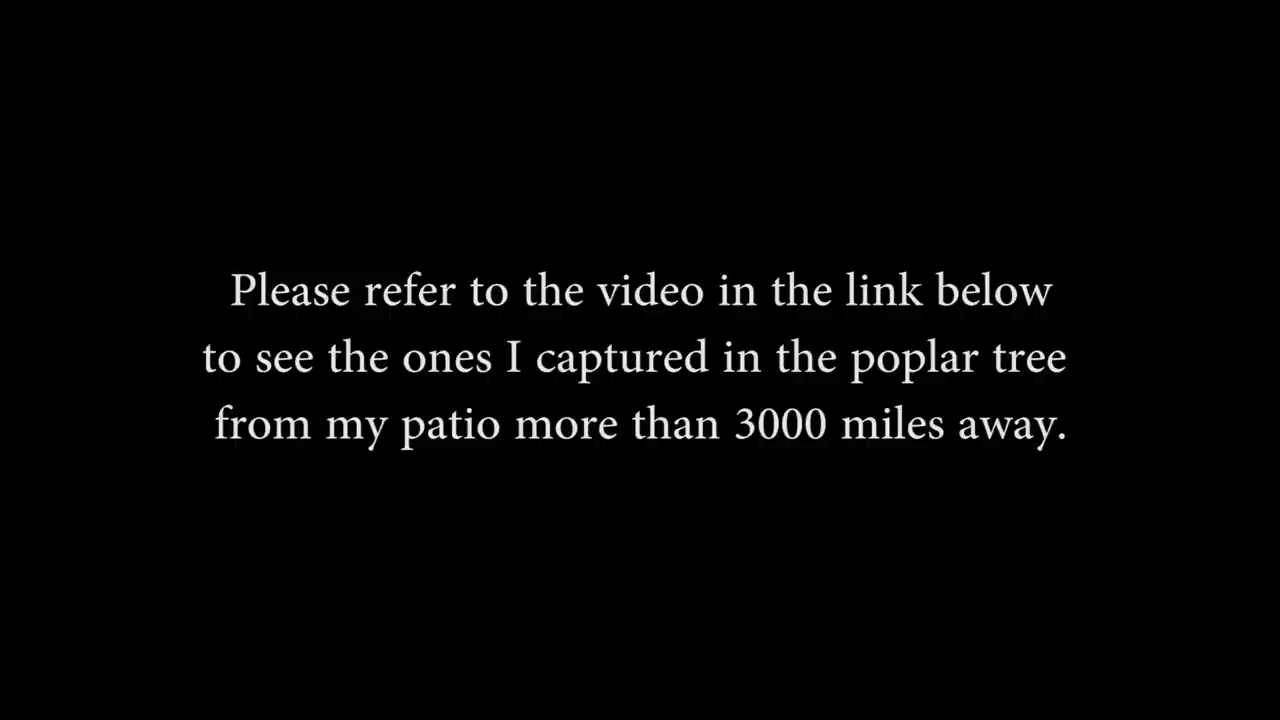 Please refer to the video in the link below
to see the ones I captured in the poplar tree
from my patio more than 3000 miles away.